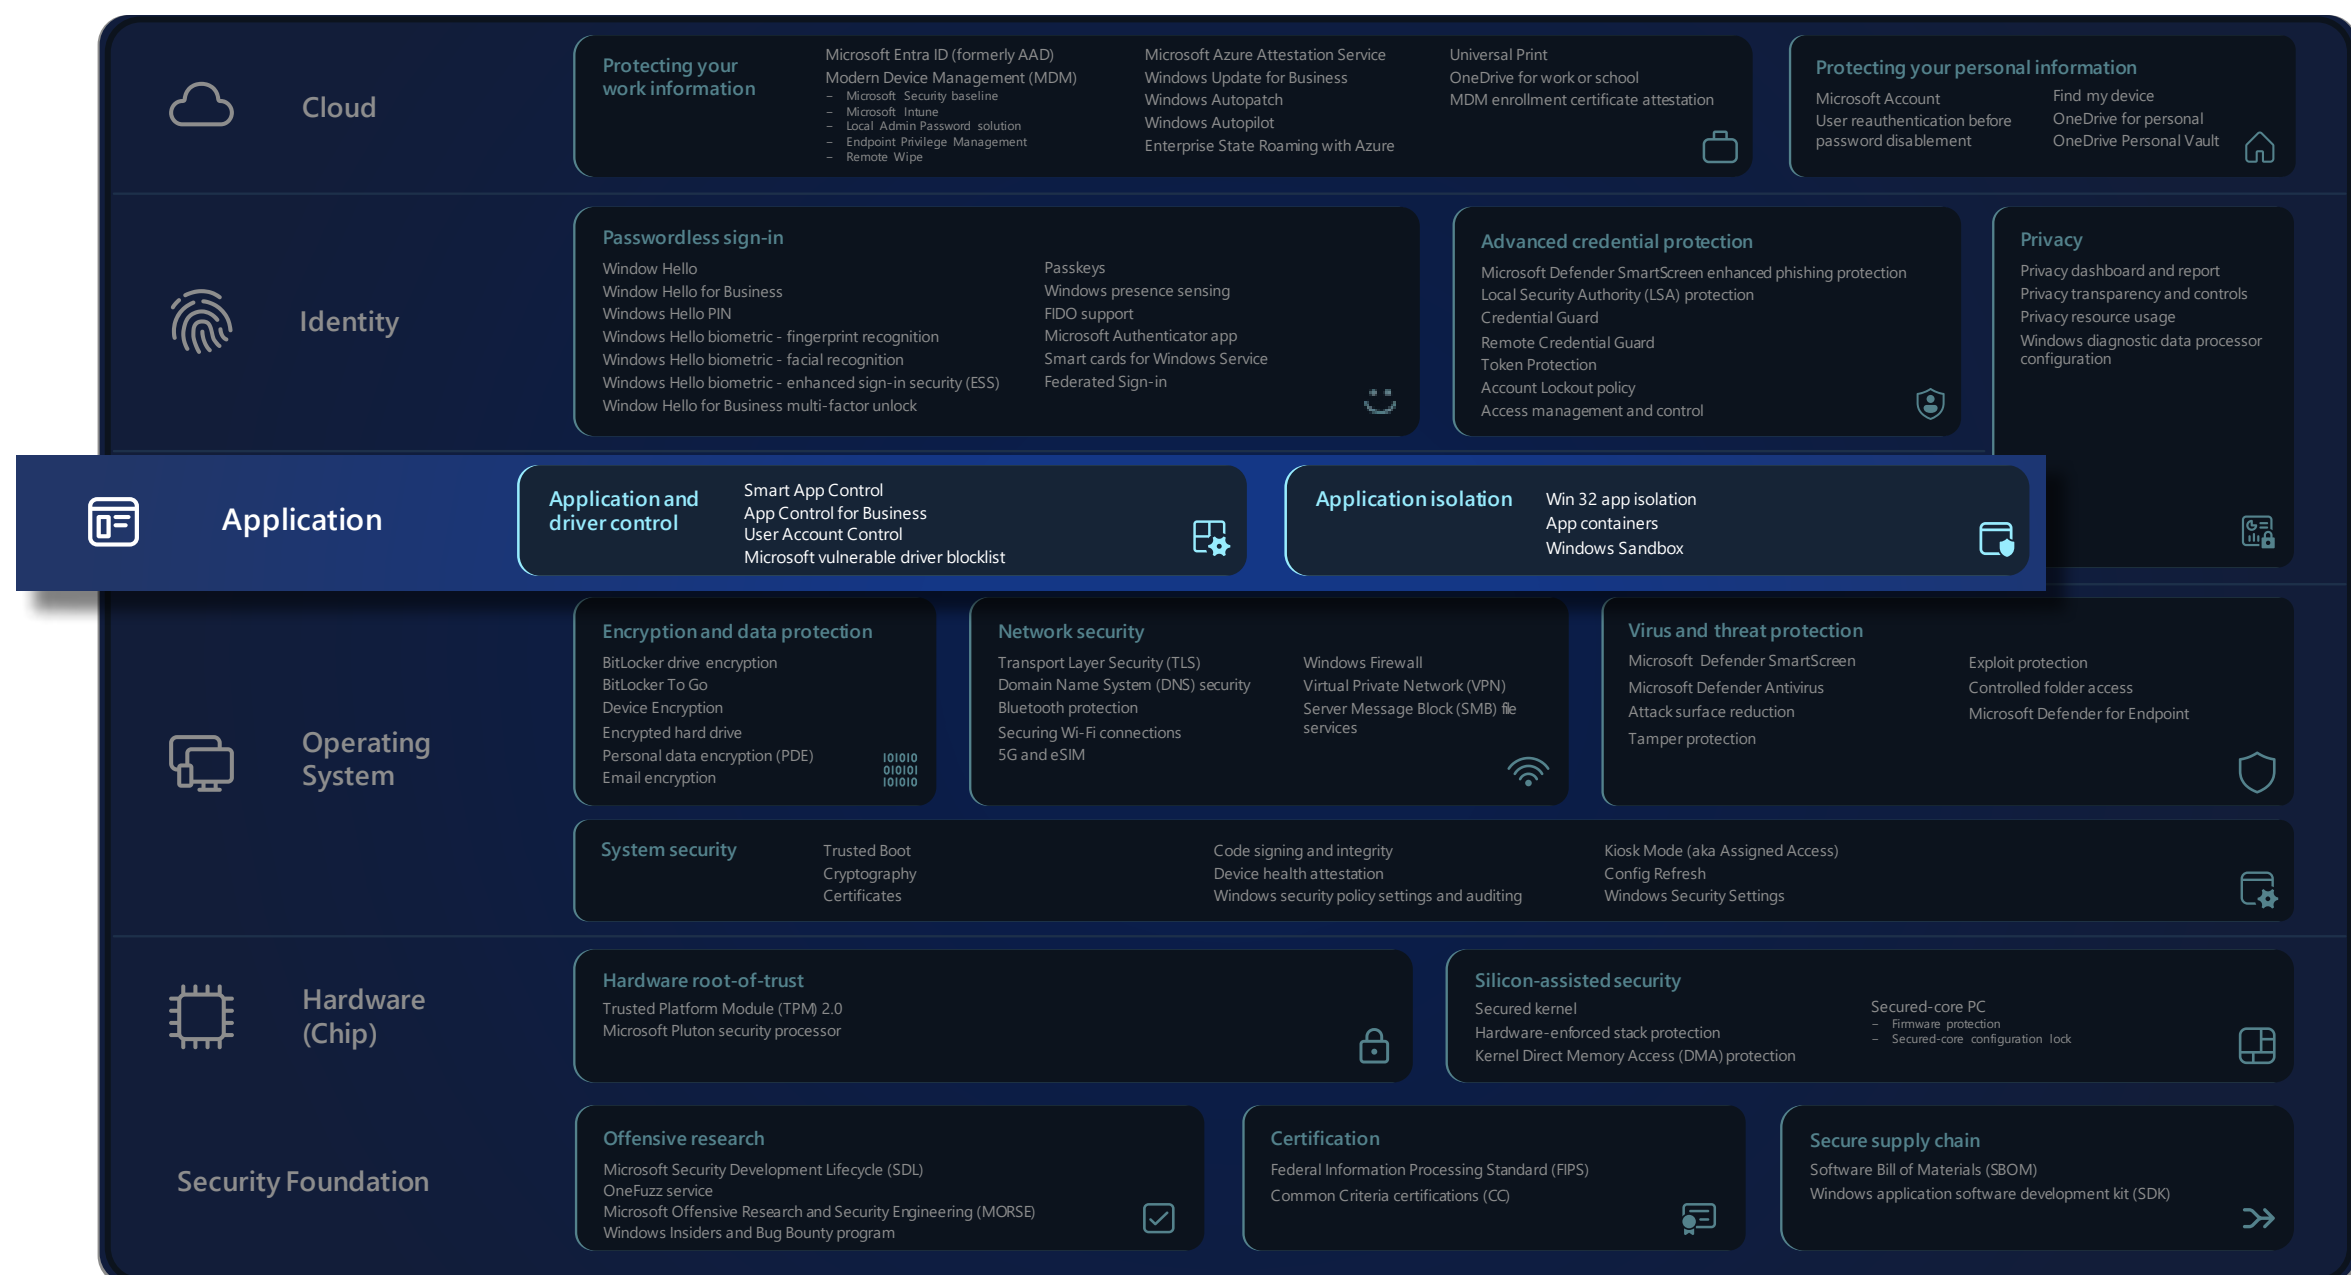 Cloud
Protecting your
work information
Microsoft Entra ID (formerly AAD)
Modern Device Management (MDM)
– Microsoft Security baseline
– Microsoft Intune
– Local Admin Password solution
– Endpoint Privilege Management
– Remote Wipe
Microsoft Azure Attestation Service
Windows Update for Business
Windows Autopatch
Windows Autopilot
Enterprise State Roaming with Azure
Universal Print
OneDrive for work or school
MDM enrollment certificate attestation
Protecting your personal information
Microsoft Account
User reauthentication before
password disablement
Find my device
OneDrive for personal
OneDrive Personal Vault
Identity
Passwordless sign-in
Window Hello
Window Hello for Business
Windows Hello PIN
Windows Hello biometric - fingerprint recognition
Windows Hello biometric - facial recognition
Windows Hello biometric - enhanced sign-in security (ESS)
Window Hello for Business multi-factor unlock
Passkeys
Windows presence sensing
FIDO support
Microsoft Authenticator app
Smart cards for Windows Service
Federated Sign-in
Advanced credential protection
Microsoft Defender SmartScreen enhanced phishing protection
Local Security Authority (LSA) protection
Credential Guard
Remote Credential Guard
Token Protection
Account Lockout policy
Access management and control
Privacy
Privacy dashboard and report
Privacy transparency and controls
Privacy resource usage
Windows diagnostic data processor
configuration
Application
Application and
driver control
Smart App Control
App Control for Business
User Account Control
Microsoft vulnerable driver blocklist
Application isolation
Win 32 app isolation
App containers
Windows Sandbox
Operating
System
Encryption and data protection
BitLocker drive encryption
BitLocker To Go
Device Encryption
Encrypted hard drive
Personal data encryption (PDE)
Email encryption
101010
010101
101010
Network security
Transport Layer Security (TLS)
Domain Name System (DNS) security
Bluetooth protection
Securing Wi-Fi connections
5G and eSIM
Windows Firewall
Virtual Private Network (VPN)
Server Message Block (SMB) file
services
Virus and threat protection
Microsoft Defender SmartScreen
Microsoft Defender Antivirus
Attack surface reduction
Tamper protection
Exploit protection
Controlled folder access
Microsoft Defender for Endpoint
System security
Trusted Boot
Cryptography
Certificates
Code signing and integrity
Device health attestation
Windows security policy settings and auditing
Kiosk Mode (aka Assigned Access)
Config Refresh
Windows Security Settings
Hardware
(Chip)
Hardware root-of-trust
Trusted Platform Module (TPM) 2.0
Microsoft Pluton security processor
Silicon-assisted security
Secured kernel
Hardware-enforced stack protection
Kernel Direct Memory Access (DMA) protection
Secured-core PC
– Firmware protection
– Secured-core configuration lock
Security Foundation
Offensive research
Microsoft Security Development Lifecycle (SDL)
OneFuzz service
Microsoft Offensive Research and Security Engineering (MORSE)
Windows Insiders and Bug Bounty program
Certification
Federal Information Processing Standard (FIPS)
Common Criteria certifications (CC)
Secure supply chain
Software Bill of Materials (SBOM)
Windows application software development kit (SDK)